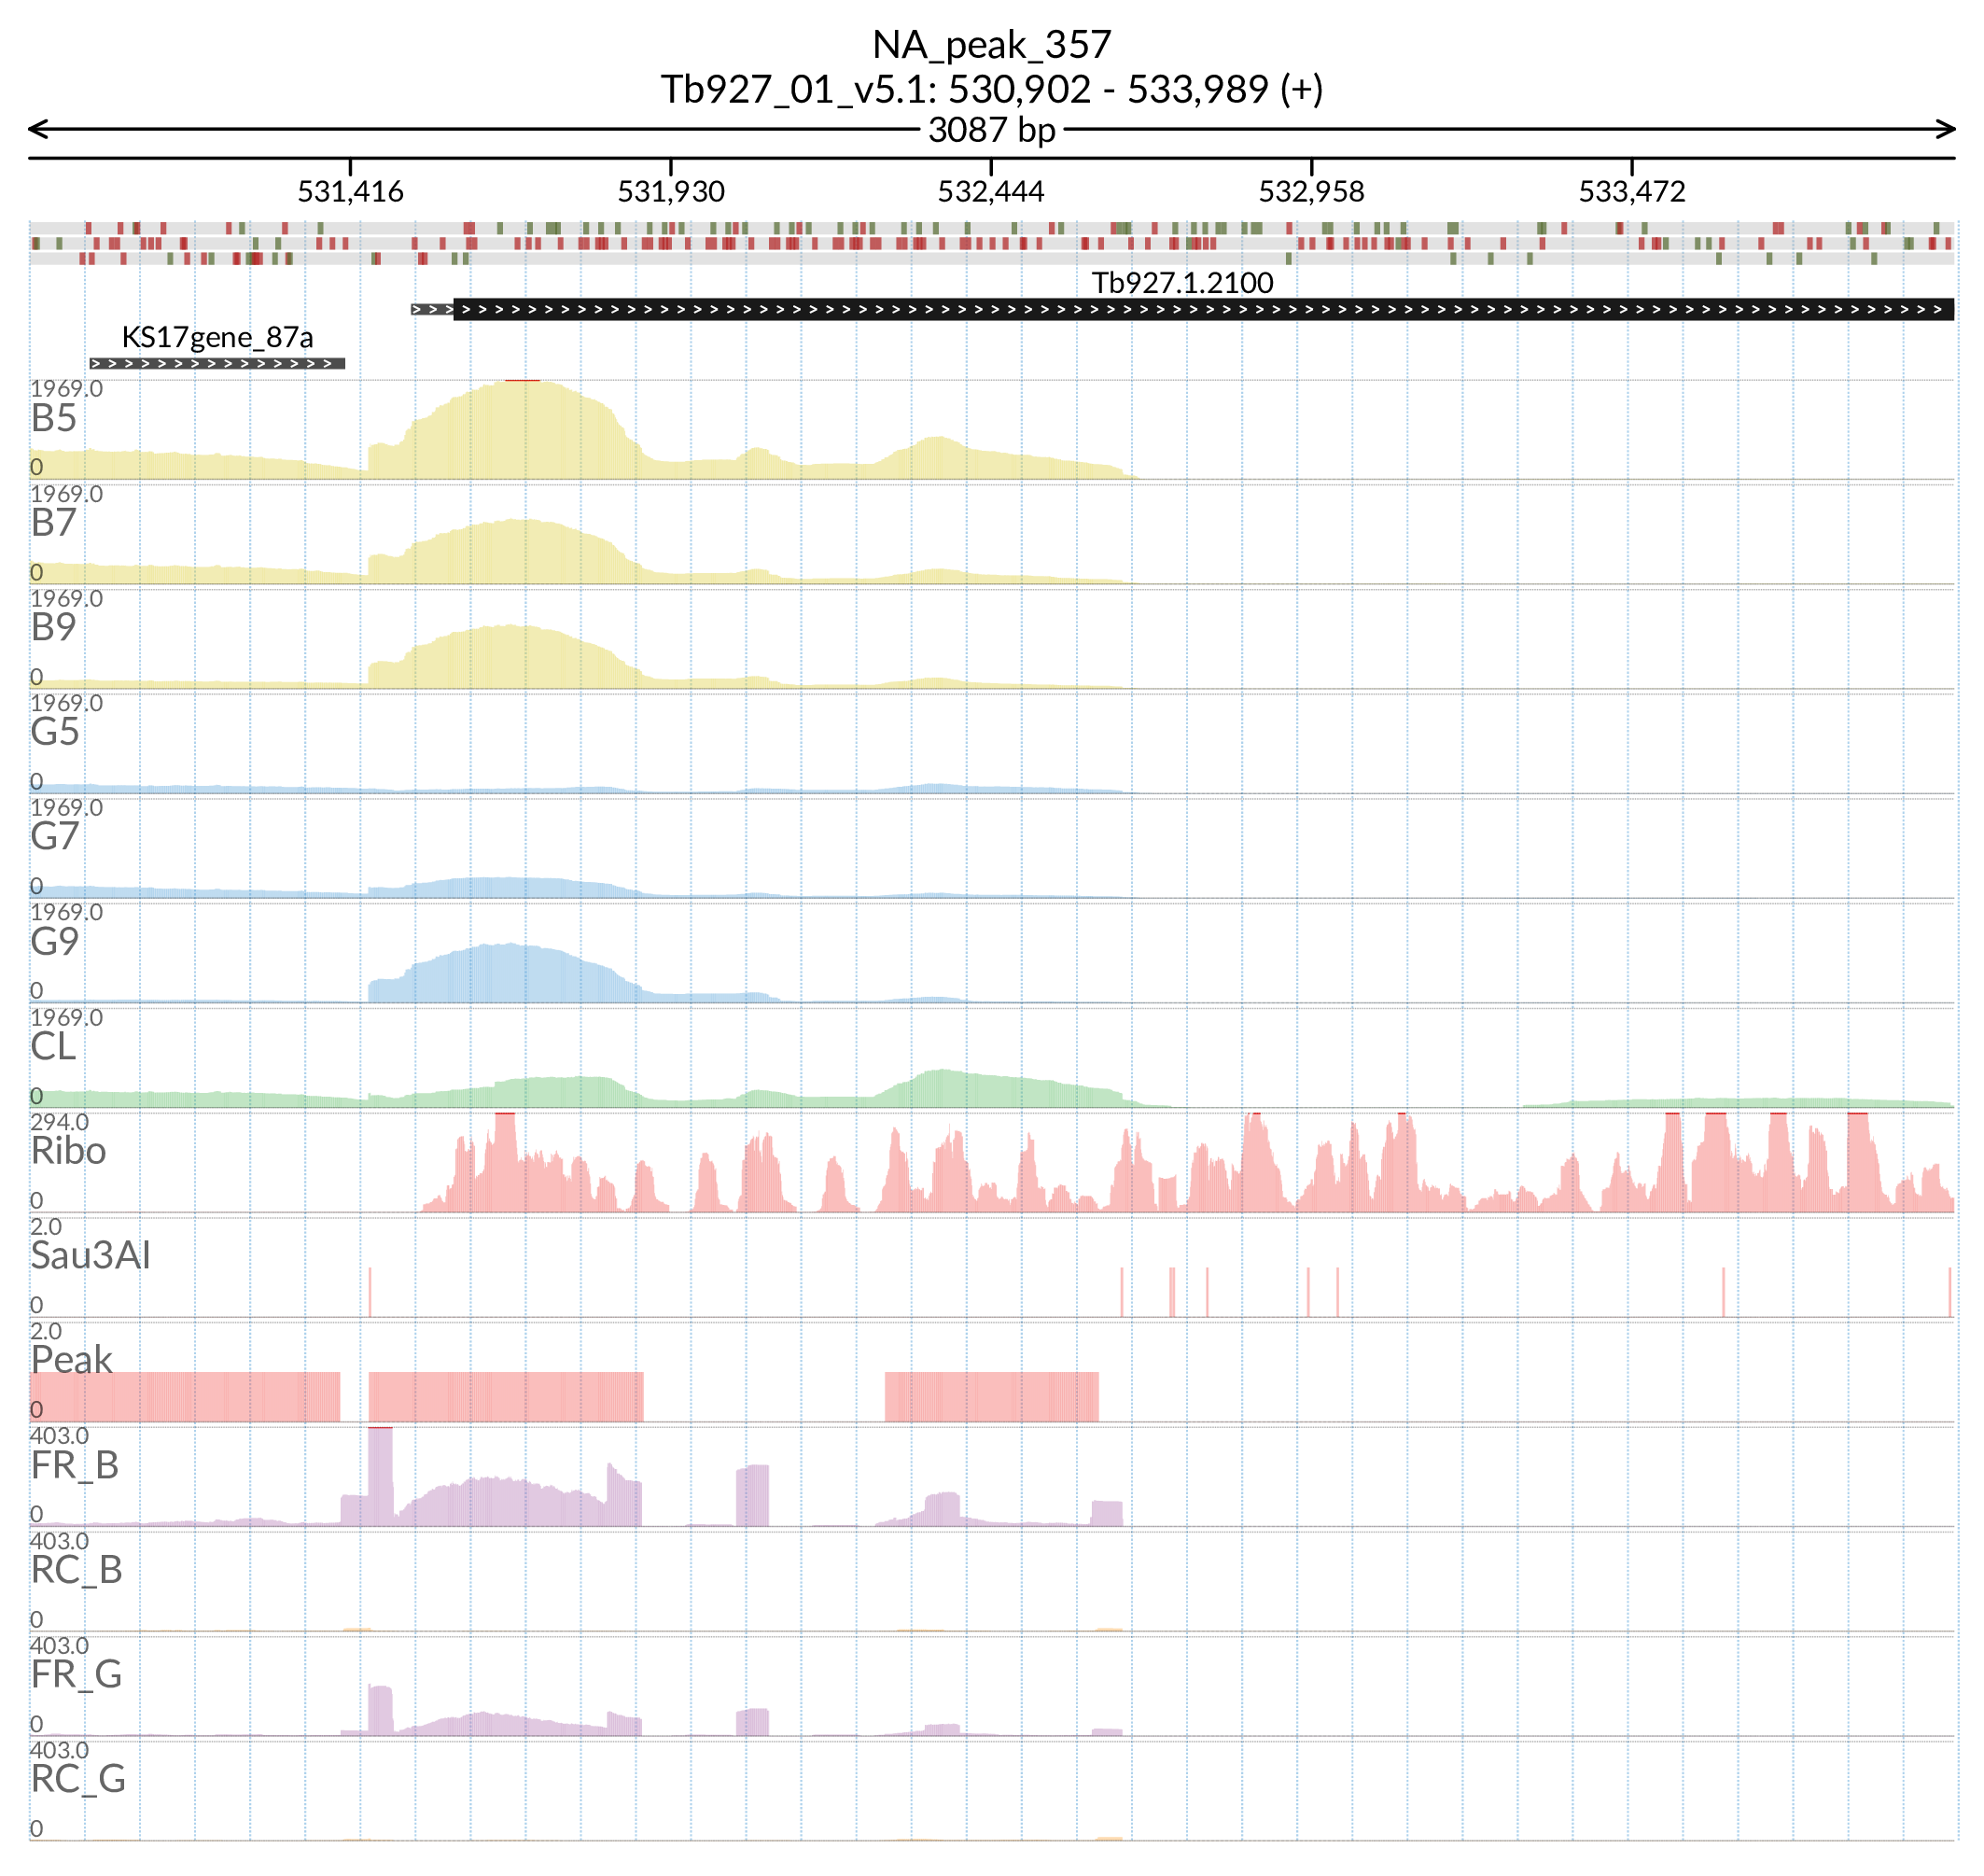 NA_peak_357
Tb927_01_v5.1: 530,902 - 533,989 (+)
3087 bp
531,416 531,930 532,444 532,958 533,472
Tb927.1.2100
KS17gene_87a
1969.0
B5
0
1969.0
B7
0
1969.0
B9
0
1969.0
G5
0
1969.0
G7
0
1969.0
G9
0
1969.0
CL
0
294.0
Ribo
0
2.0
Sau3AI
0
2.0
Peak
0
403.0
FR_B
0
403.0
RC_B
0
403.0
FR_G
0
403.0
RC_G
0